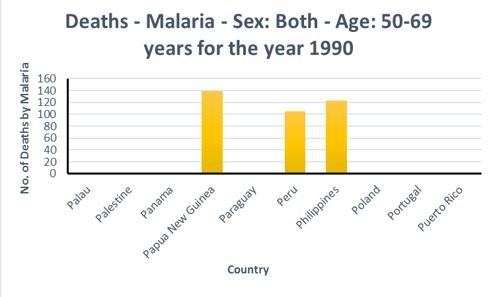 Deaths - Malaria - Sex: Both - Age: 50-69
years for the year 1990
No. of Deaths by Malaria
160
140
120
100
80
60
40
20
0
Palau
Palestine
Panama
Papua New Guinea
Paraguay
Peru
Philippines
Poland
Portugal
Puerto Rico
Country